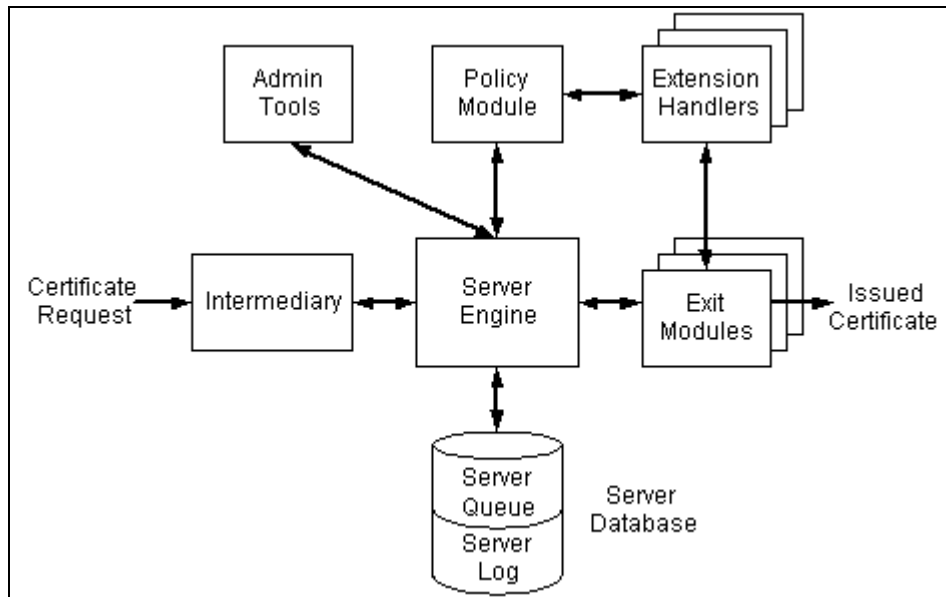 Admin
Tools
Policy
Module
Extension
Handlers
Certificate
Request
Intermediary
Server
Engine
Exit
Modules
Issued
Certificate
Server
Queue
Server
Log
Server
Database